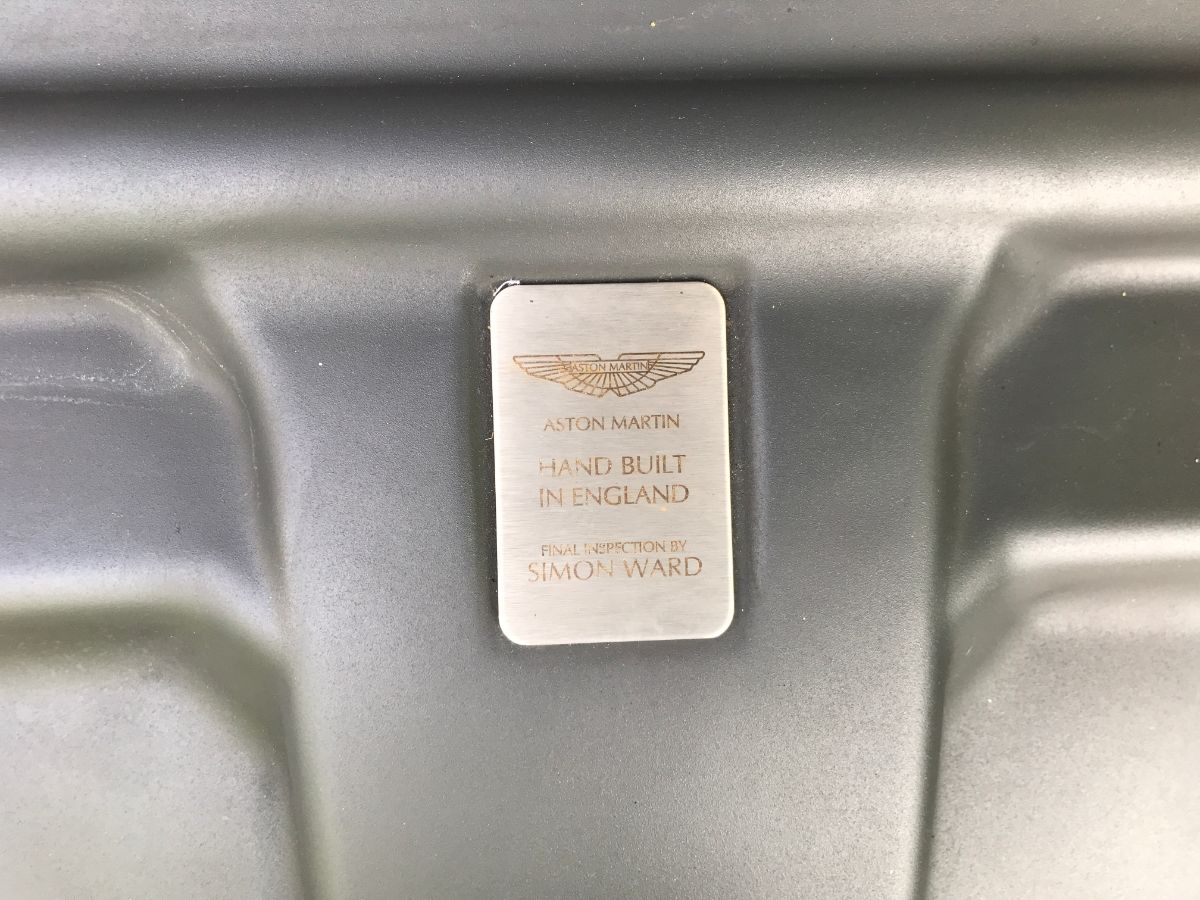 ASTON MARTIN
ASTON MARTIN
HAND BUILT
IN ENGLAND
FINAL INSPECTION BY
SIMON WARD